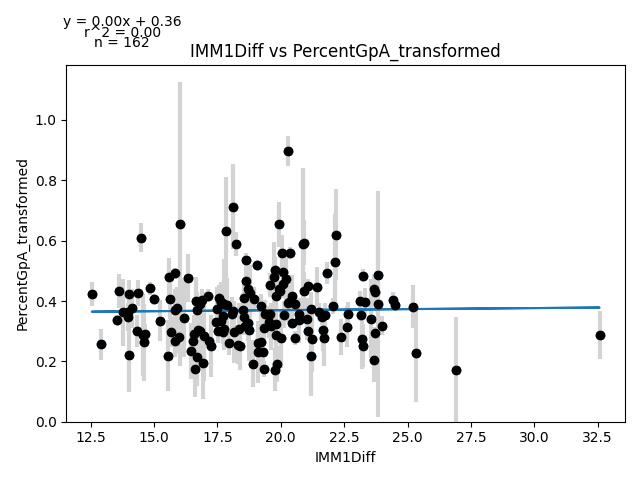 y = 0.00x + 0.36
r^2 = 0.00
n = 162
IMM1Diff vs PercentGpA_transformed
PercentGpA_transformed
1.0
0.8
0.6
0.4
0.2
0.0
12.5 15.0 17.5 20.0 22.5 25.0 27.5 30.0 32.5
IMM1Diff